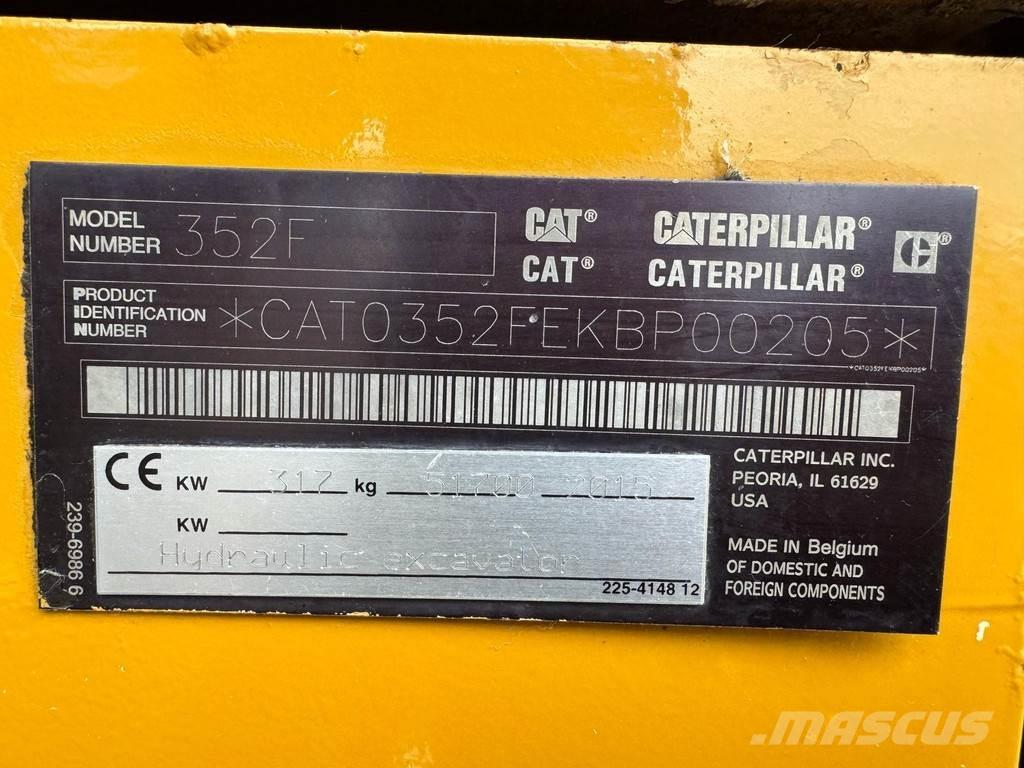 MODEL NUMBER 352F
CAT® CATERPILLAR®
CAT® CATERPILLAR®
PRODUCT IDENTIFICATION NUMBER *CAT0352FEKBP00205*
*CAT0352FEKBP00205*
CE KW 317 kg 51700 2015
KW
Hydraulic excavator
225-4148 12
239-6986 6
CATERPILLAR INC.
PEORIA, IL 61629
USA
MADE IN Belgium
OF DOMESTIC AND
FOREIGN COMPONENTS
MASCUS